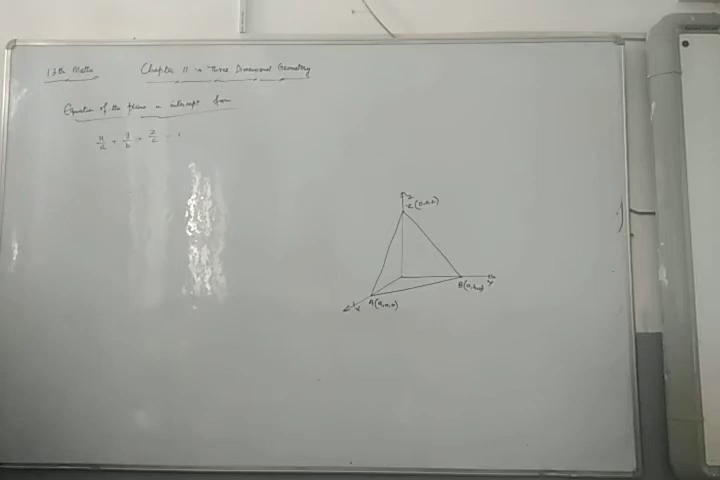 12th Maths Chapter 11 Three Dimensional Geometry
Equation of the plane in intercept form
x/a + y/b + z/c = 1
z
C(0,0,c)
B(0,b,0)
y
A(a,0,0)
x